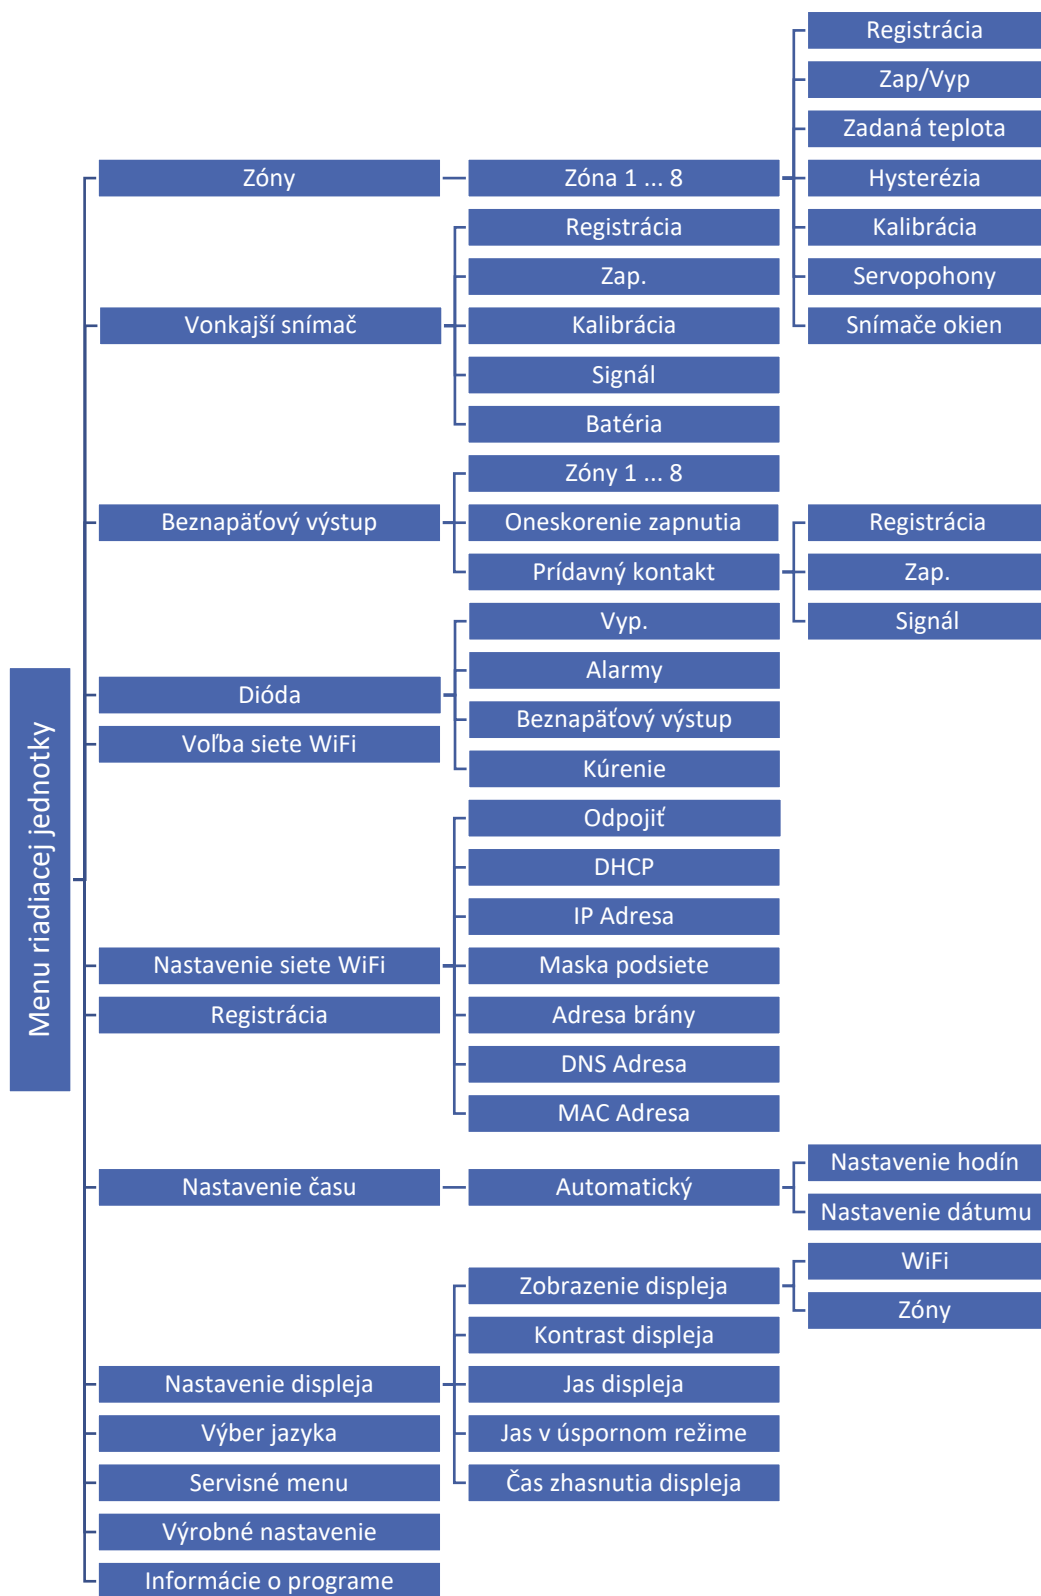 Menu riadiacej jednotky
Zóny
Zóna 1 ... 8
Registrácia
Zap/Vyp
Zadaná teplota
Hysterézia
Kalibrácia
Servopohony
Snímače okien
Vonkajší snímač
Registrácia
Zap.
Kalibrácia
Signál
Batéria
Beznapäťový výstup
Zóny 1 ... 8
Oneskorenie zapnutia
Prídavný kontakt
Registrácia
Zap.
Signál
Dióda
Vyp.
Alarmy
Beznapäťový výstup
Kúrenie
Voľba siete WiFi
Nastavenie siete WiFi
Odpojiť
DHCP
IP Adresa
Maska podsiete
Adresa brány
DNS Adresa
MAC Adresa
Registrácia
Nastavenie času
Automatický
Nastavenie hodín
Nastavenie dátumu
Nastavenie displeja
Zobrazenie displeja
WiFi
Zóny
Kontrast displeja
Jas displeja
Jas v úspornom režime
Čas zhasnutia displeja
Výber jazyka
Servisné menu
Výrobné nastavenie
Informácie o programe